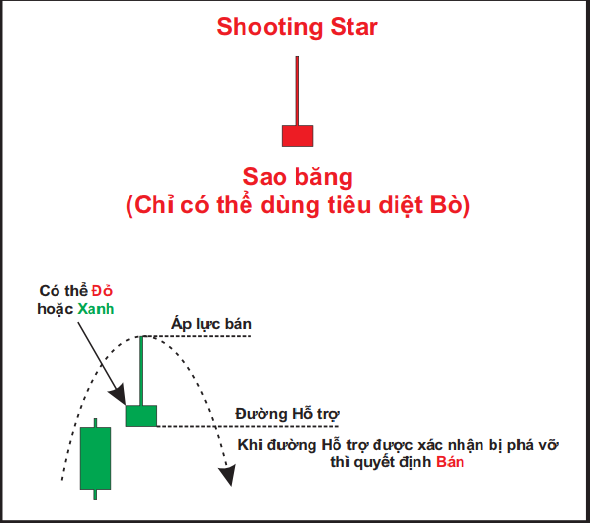 Shooting Star
Sao băng
(Chỉ có thể dùng tiêu diệt Bò)
Có thể Đỏ
hoặc Xanh
Áp lực bán
Đường Hỗ trợ
Khi đường Hỗ trợ được xác nhận bị phá vỡ
thì quyết định Bán